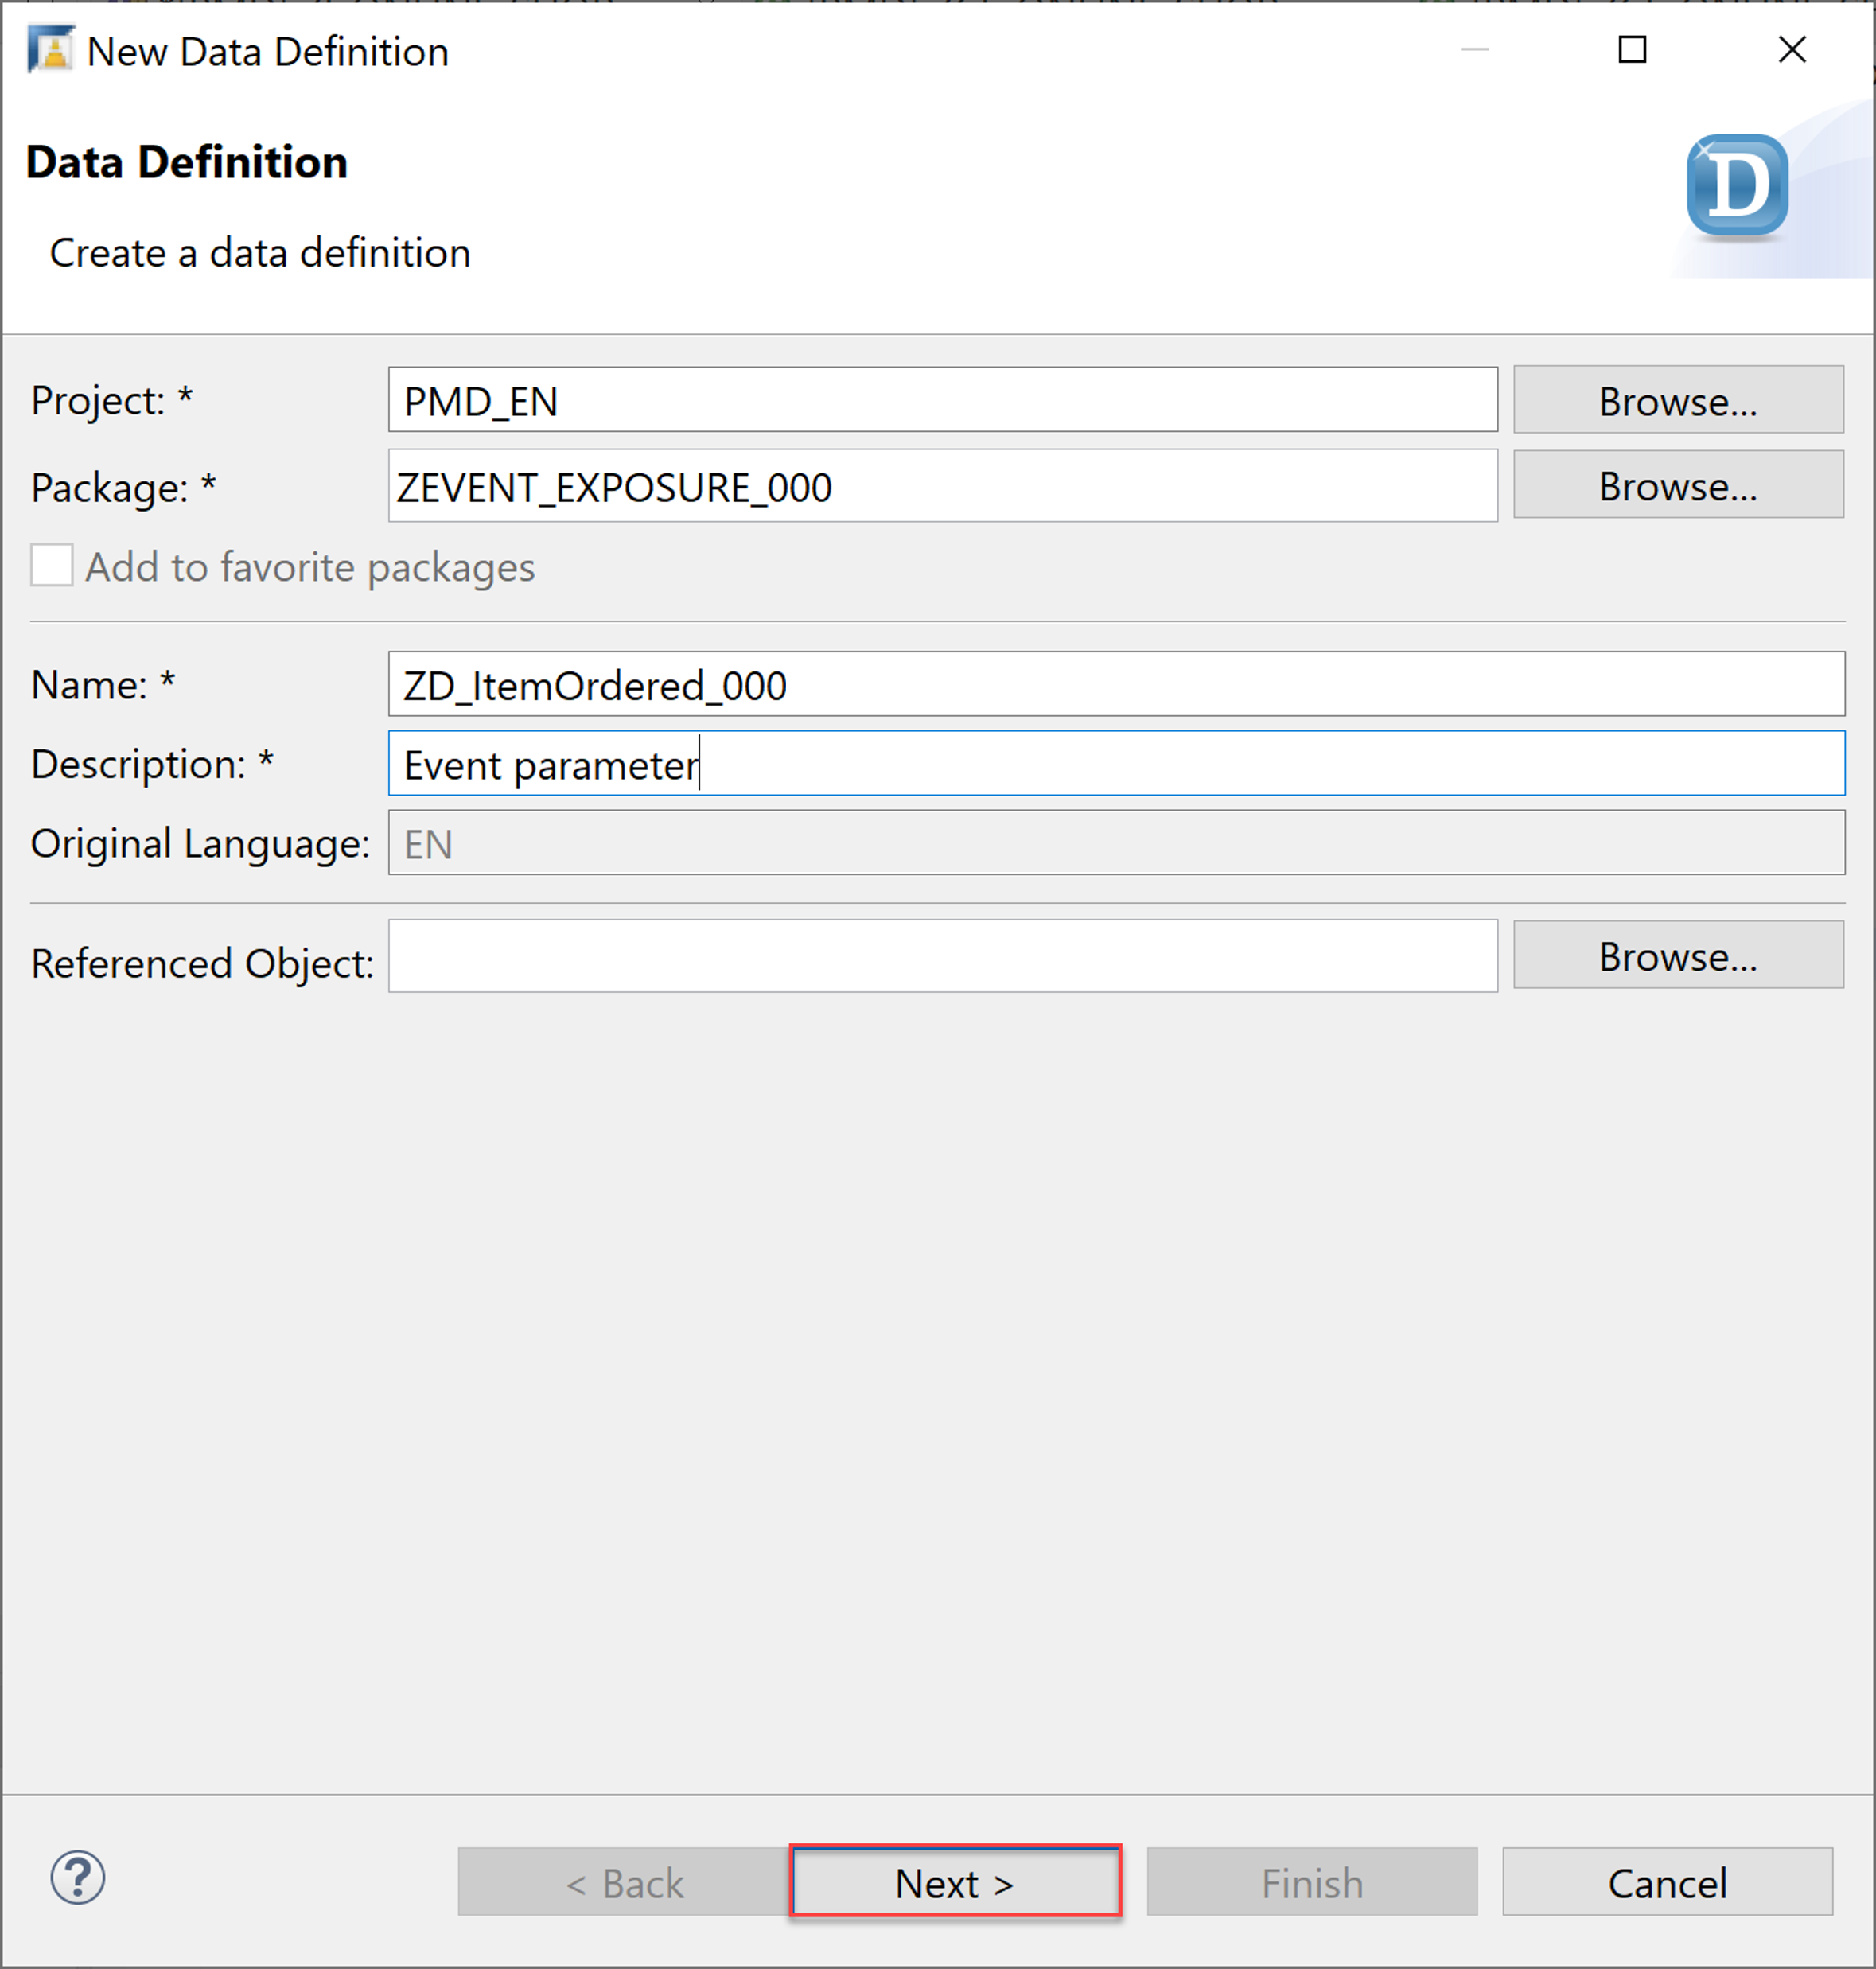 New Data Definition
Data Definition
D
Create a data definition
Project: * PMD_EN Browse...
Package: * ZEVENT_EXPOSURE_000 Browse...
Add to favorite packages
Name: * ZD_ItemOrdered_000
Description: * Event parameter
Original Language: EN
Referenced Object: Browse...
? < Back Next > Finish Cancel